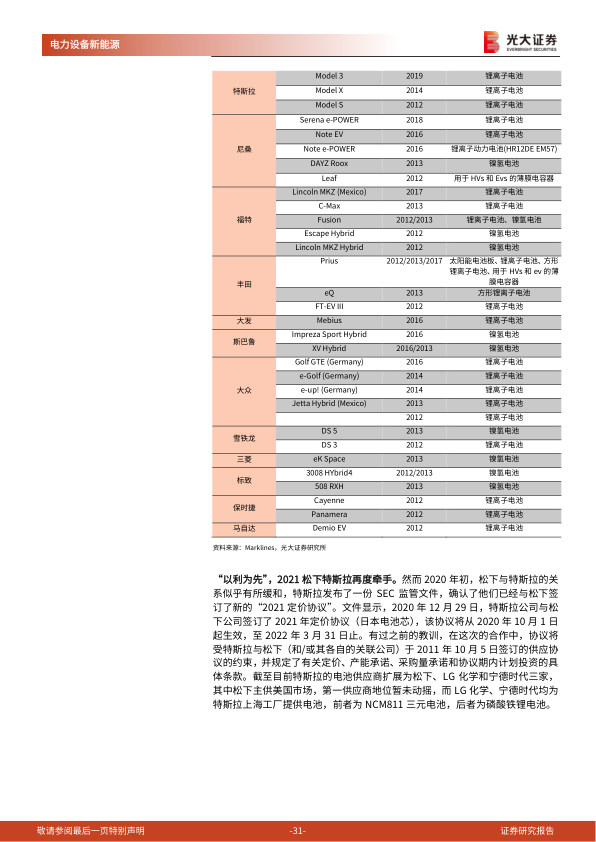 电力设备新能源
光大证券
EVERBRIGHT SECURITIES
特斯拉
Model 3 2019 锂离子电池
Model X 2014 锂离子电池
Model S 2012 锂离子电池
尼桑
Serena e-POWER 2018 锂离子电池
Note EV 2016 锂离子电池
Note e-POWER 2016 锂离子动力电池(HR12DE EM57)
DAYZ Roox 2013 镍氢电池
Leaf 2012 用于 HVs 和 Evs 的薄膜电容器
福特
Lincoln MKZ (Mexico) 2017 锂离子电池
C-Max 2013 锂离子电池
Fusion 2012/2013 锂离子电池、镍氢电池
Escape Hybrid 2012 镍氢电池
Lincoln MKZ Hybrid 2012 镍氢电池
丰田
Prius 2012/2013/2017 太阳能电池板、锂离子电池、方形
锂离子电池、用于 HVs 和 ev 的薄
膜电容器
eQ 2013 方形锂离子电池
FT-EV III 2012 锂离子电池
大发 Mebius 2016 锂离子电池
斯巴鲁
Impreza Sport Hybrid 2016 镍氢电池
XV Hybrid 2016/2013 镍氢电池
大众
Golf GTE (Germany) 2016 锂离子电池
e-Golf (Germany) 2014 锂离子电池
e-up! (Germany) 2014 锂离子电池
Jetta Hybrid (Mexico) 2013 锂离子电池
2012 锂离子电池
雪铁龙
DS 5 2013 镍氢电池
DS 3 2012 锂离子电池
三菱 eK Space 2013 镍氢电池
标致
3008 HYbrid4 2012/2013 镍氢电池
508 RXH 2013 镍氢电池
保时捷
Cayenne 2012 锂离子电池
Panamera 2012 锂离子电池
马自达 Demio EV 2012 锂离子电池
资料来源：Marklines，光大证券研究所
“以利为先”，2021 松下特斯拉再度牵手。然而 2020 年初，松下与特斯拉的关
系似乎有所缓和，特斯拉发布了一份 SEC 监管文件，确认了他们已经与松下签
订了新的“2021 定价协议”。文件显示，2020 年 12 月 29 日，特斯拉公司与松
下公司签订了 2021 年定价协议（日本电池芯），该协议将从 2020 年 10 月 1 日
起生效，至 2022 年 3 月 31 日止。有过之前的教训，在这次的合作中，协议将
受特斯拉与松下（和/或其各自的关联公司）于 2011 年 10 月 5 日签订的供应协
议的约束，并规定了有关定价、产能承诺、采购量承诺和协议期内计划投资的具
体条款。截至目前特斯拉的电池供应商扩展为松下、LG 化学和宁德时代三家，
其中松下主供美国市场，第一供应商地位暂未动摇，而 LG 化学、宁德时代均为
特斯拉上海工厂提供电池，前者为 NCM811 三元电池，后者为磷酸铁锂电池。
敬请参阅最后一页特别声明 -31- 证券研究报告